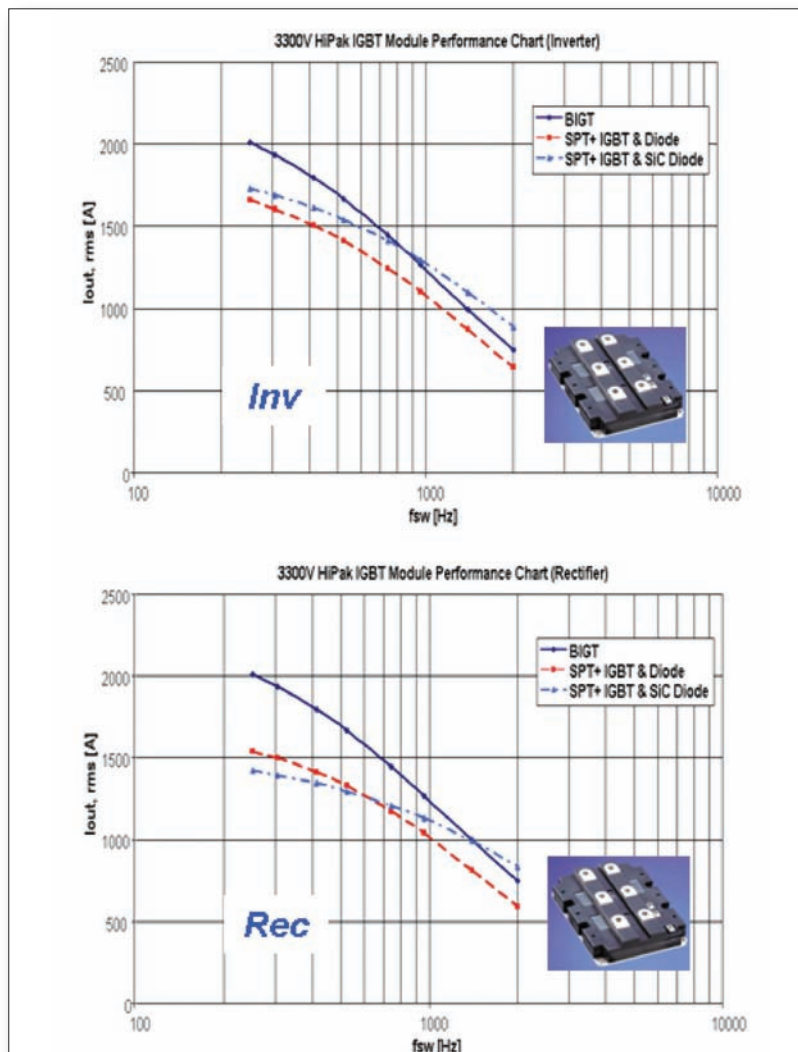 3300V HiPak IGBT Module Performance Chart (Inverter)
2500
2000
1500
1000
500
0
Iout, rms [A]
BIGT
SPT+ IGBT & Diode
SPT+ IGBT & SiC Diode
Inv
100
1000
10000
fsw [Hz]
3300V HiPak IGBT Module Performance Chart (Rectifier)
2500
2000
1500
1000
500
0
Iout, rms [A]
BIGT
SPT+ IGBT & Diode
SPT+ IGBT & SiC Diode
Rec
100
1000
10000
fsw [Hz]